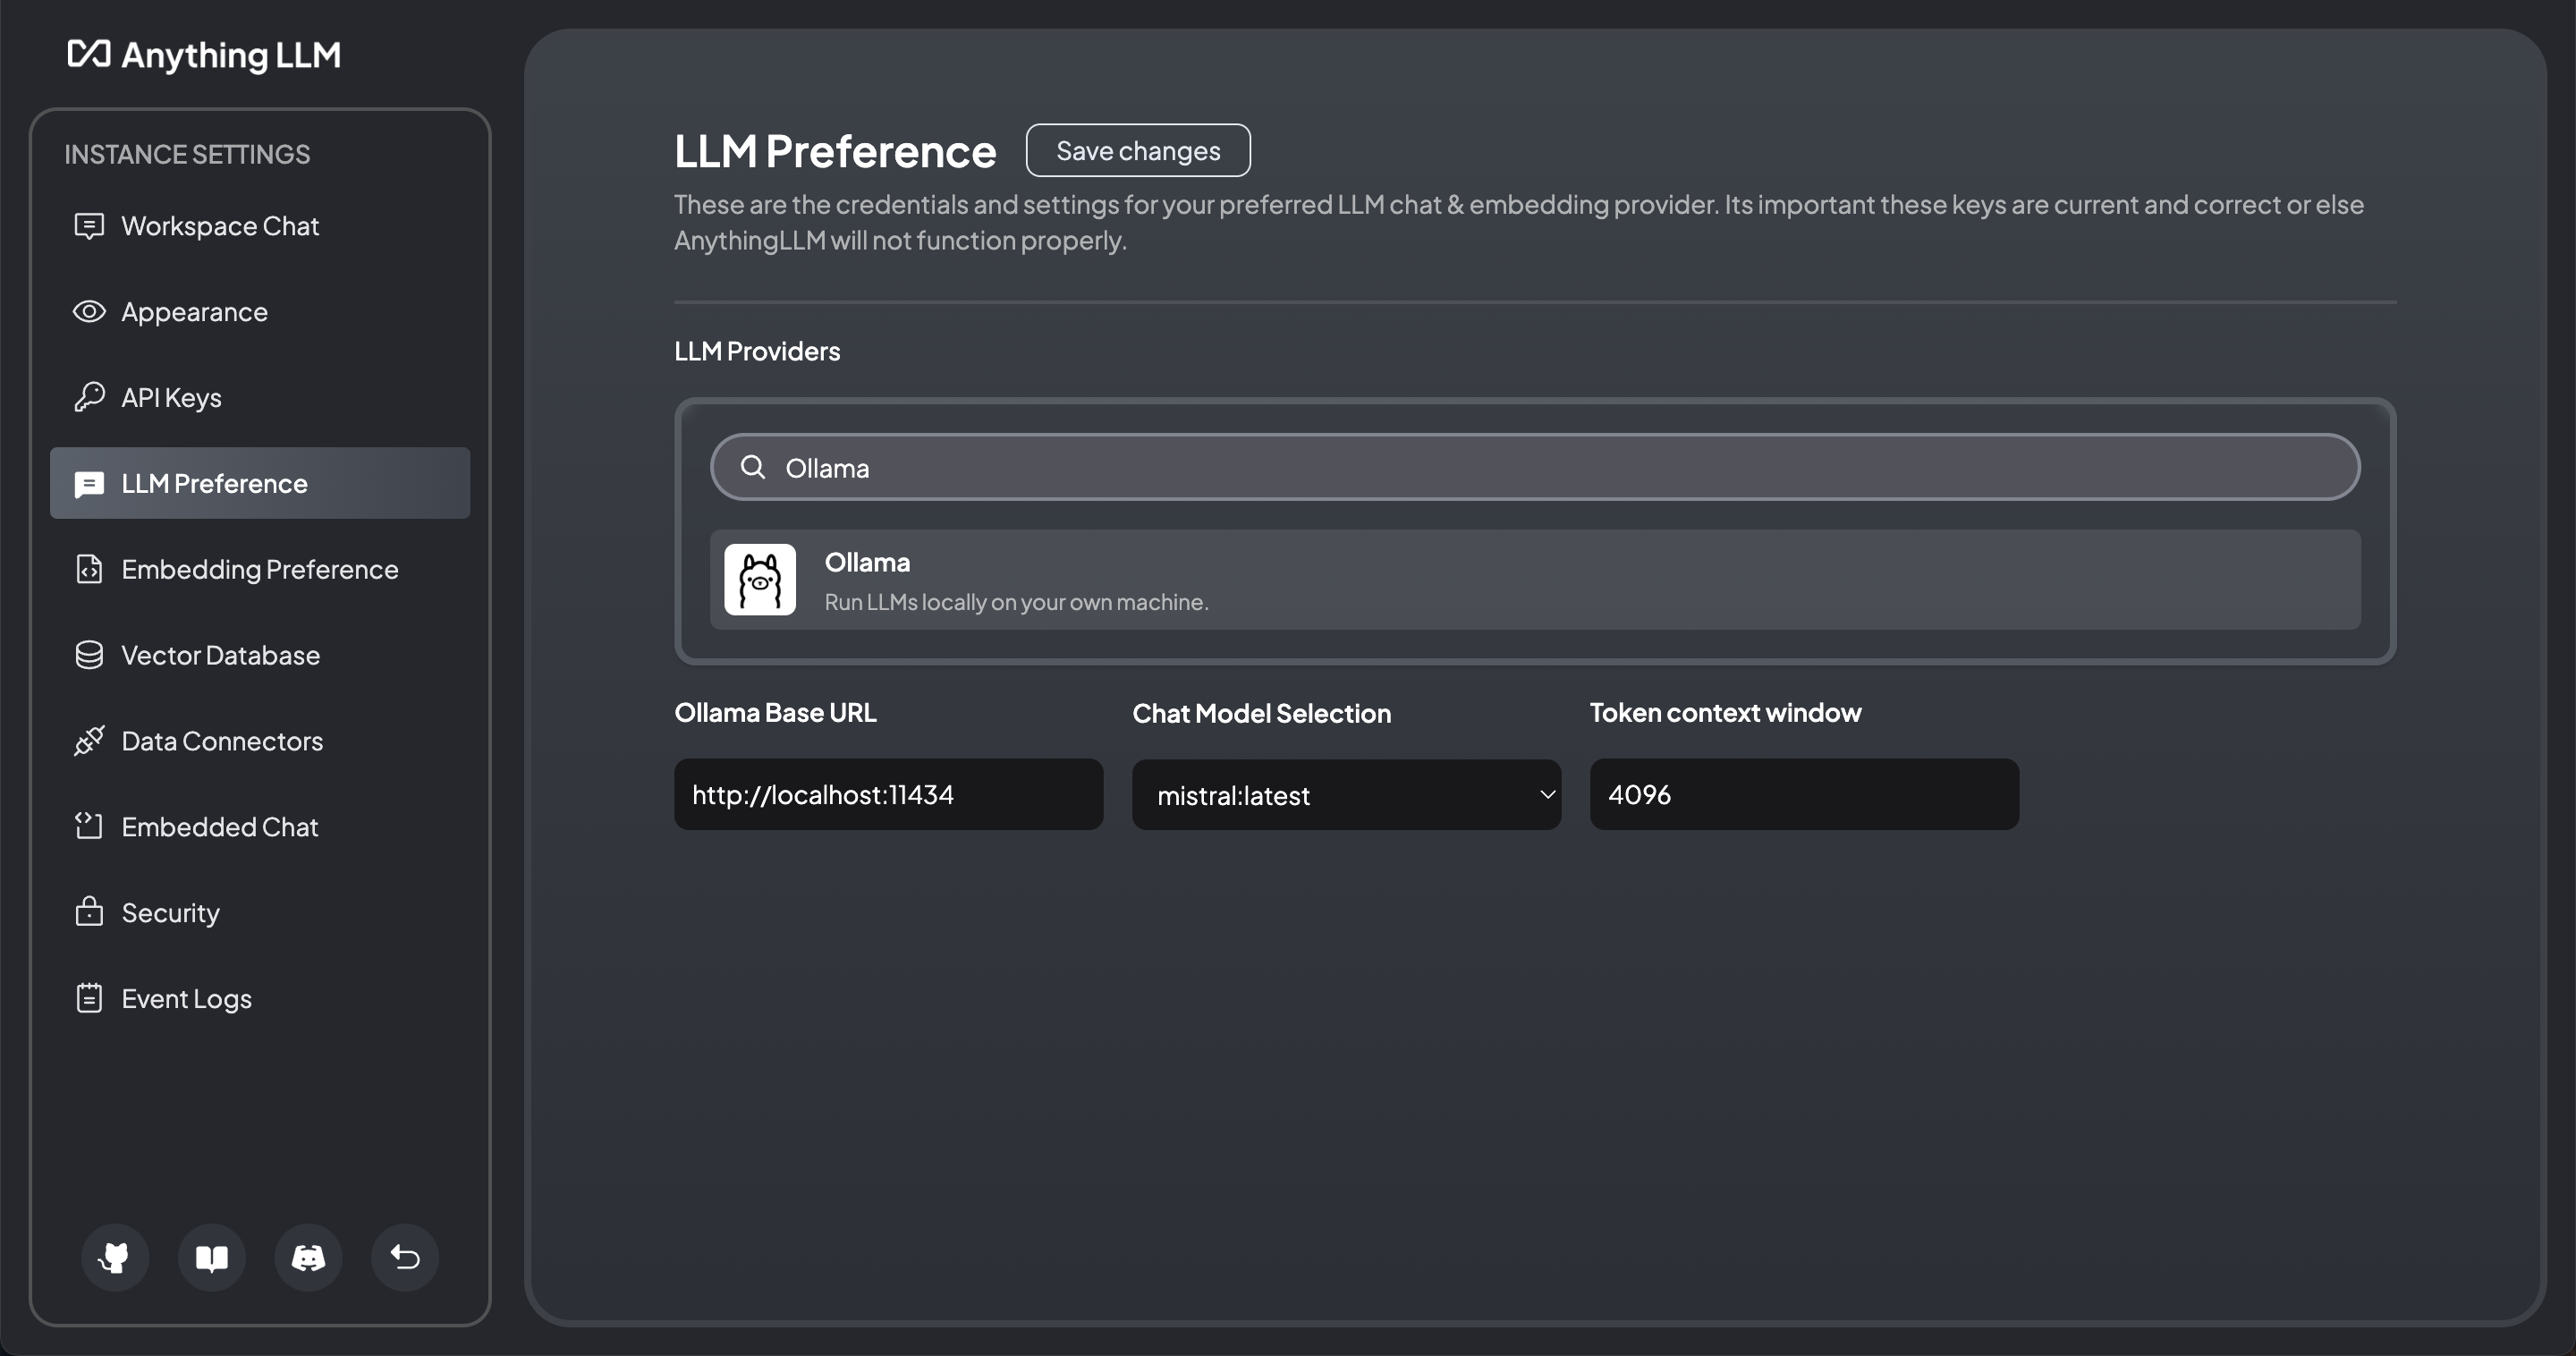 Anything LLM
INSTANCE SETTINGS
Workspace Chat
Appearance
API Keys
LLM Preference
Embedding Preference
Vector Database
Data Connectors
Embedded Chat
Security
Event Logs
LLM Preference
Save changes
These are the credentials and settings for your preferred LLM chat & embedding provider. Its important these keys are current and correct or else
AnythingLLM will not function properly.
LLM Providers
Ollama
Ollama
Run LLMs locally on your own machine.
Ollama Base URL
Chat Model Selection
Token context window
http://localhost:11434
mistral:latest
4096